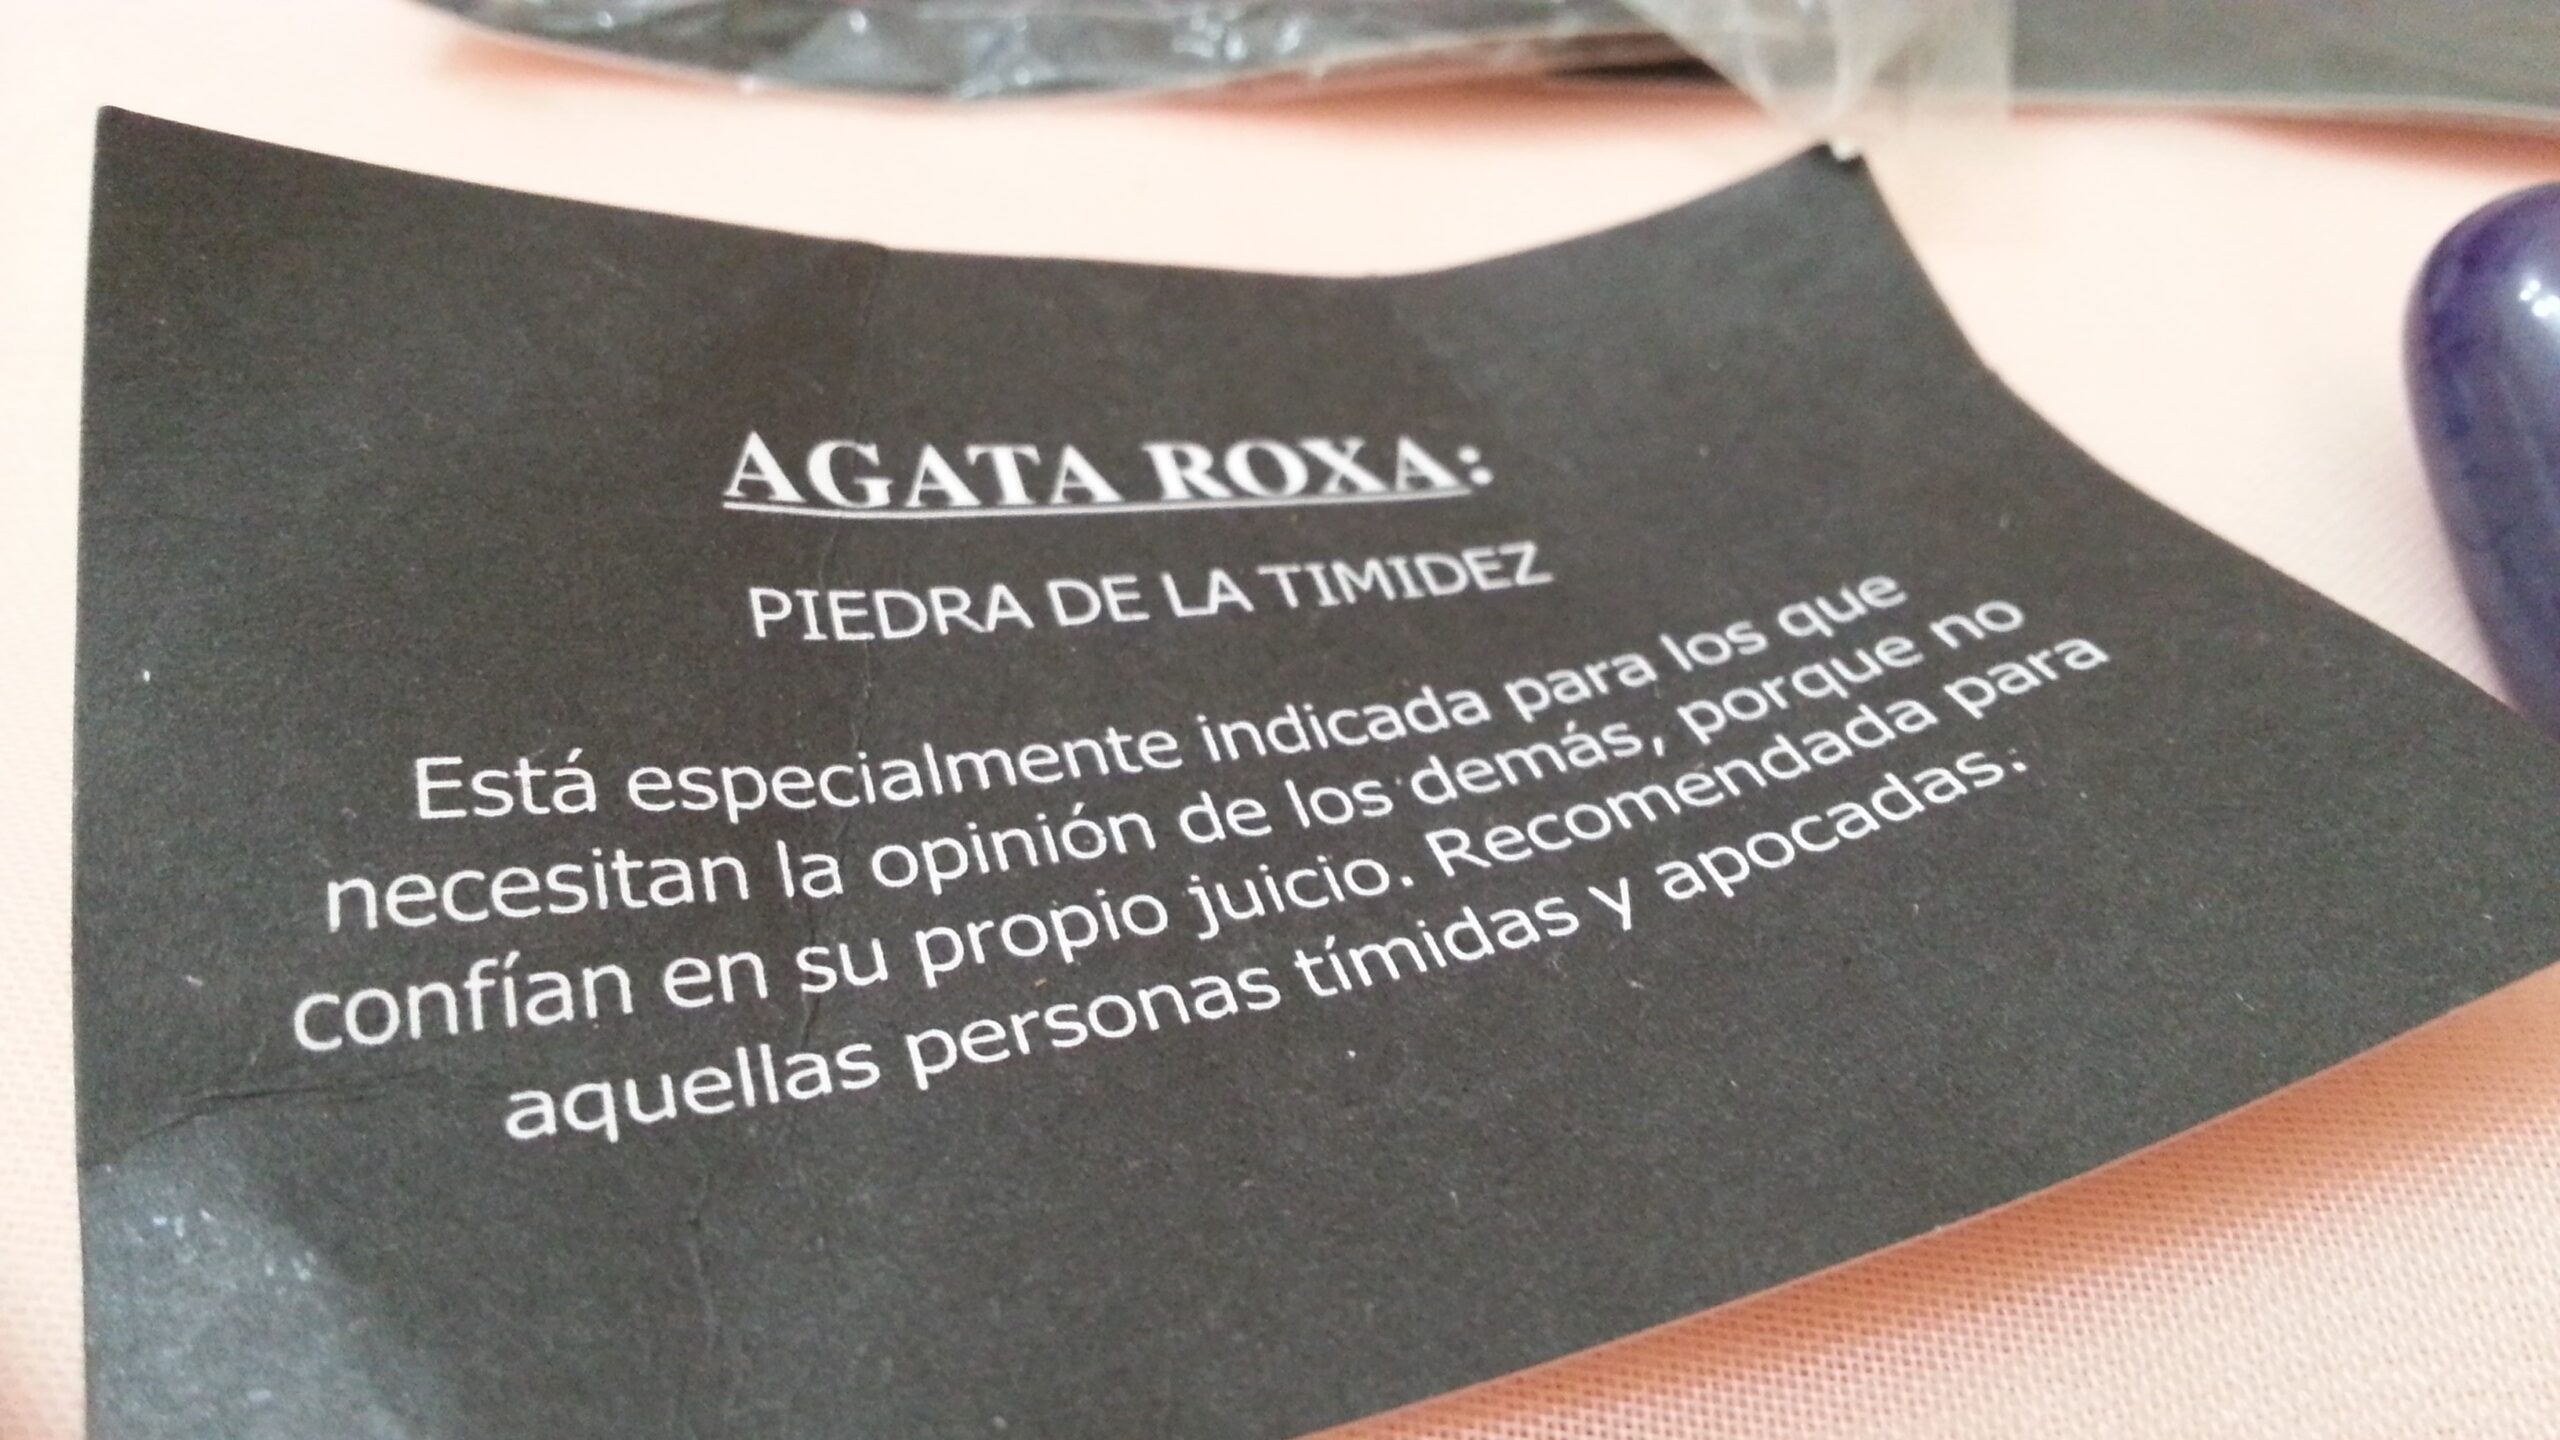 AGATA ROXA:
PIEDRA DE LA TIMIDEZ
Está especialmente indicada para los que
necesitan la opinión de los demás, porque no
confían en su propio juicio. Recomendada para
aquellas personas tímidas y apocadas.